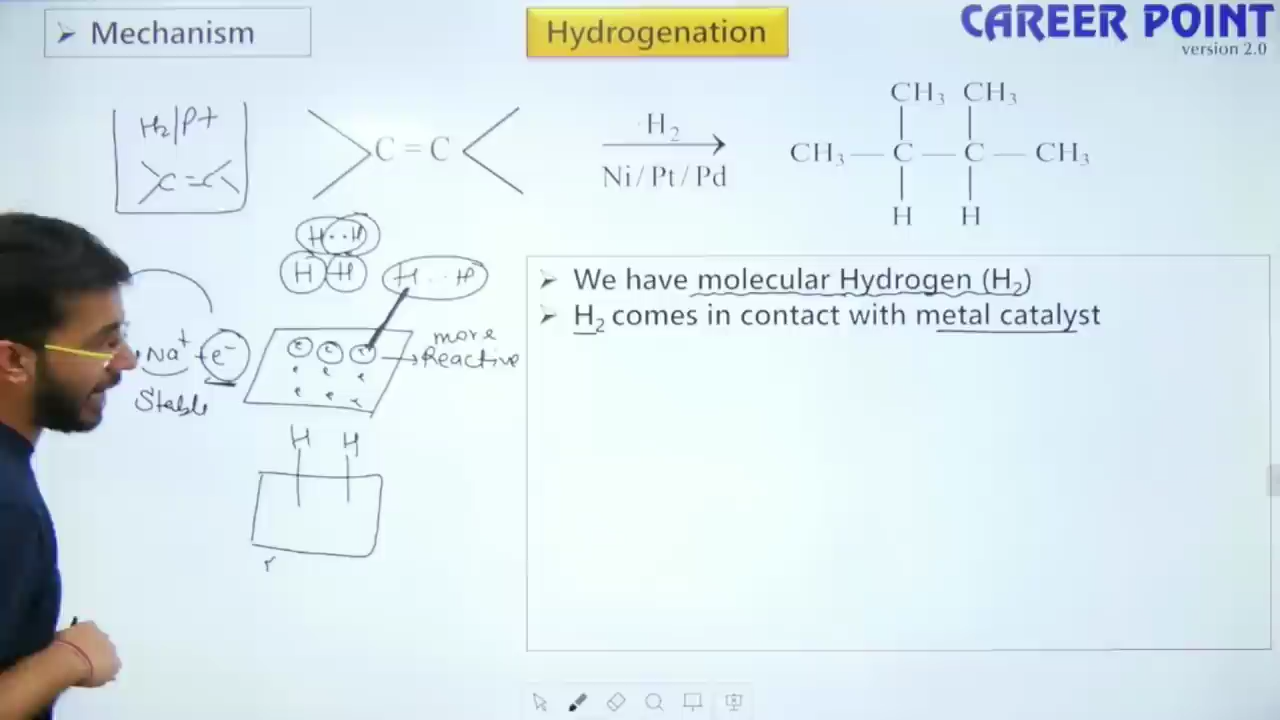 ➢ Mechanism
Hydrogenation
CAREER POINT
version 2.0
H₂/Pt
C=C
C = C
H₂
Ni/Pt/Pd
CH₃ CH₃
CH₃ — C — C — CH₃
H H
H··H
H H
H··H
➢ We have molecular Hydrogen (H₂)
➢ H₂ comes in contact with metal catalyst
Na⁺ + e⁻
Stable
more
Reactive
H H